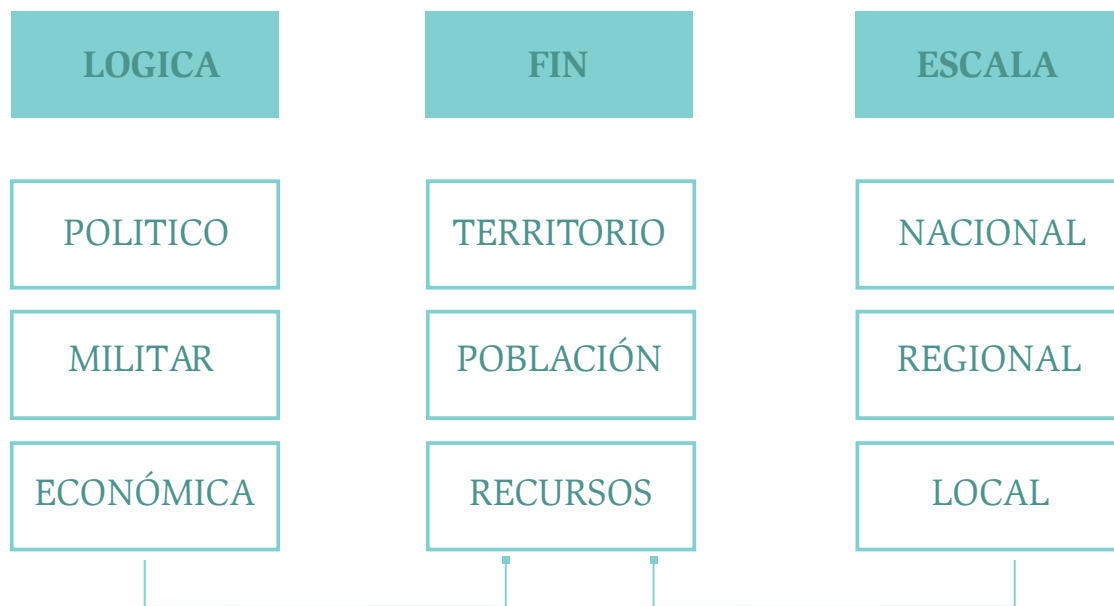 LOGICA
FIN
ESCALA
POLITICO
TERRITORIO
NACIONAL
MILITAR
POBLACIÓN
REGIONAL
ECONÓMICA
RECURSOS
LOCAL